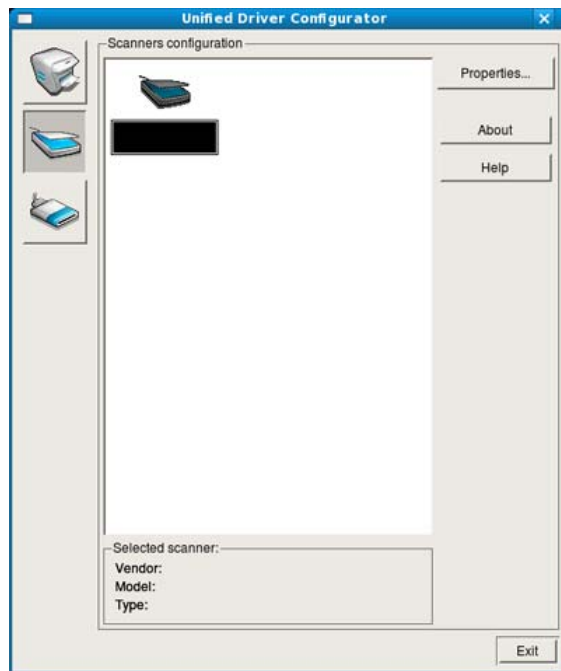 Unified Driver Configurator
Scanners configuration
Properties...
About
Help
Selected scanner:
Vendor:
Model:
Type:
Exit